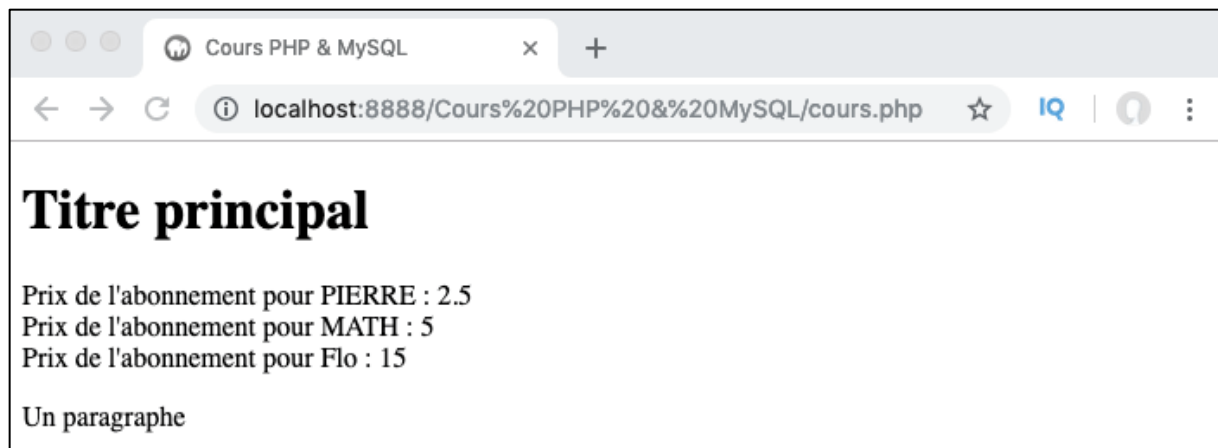 Cours PHP & MySQL
localhost:8888/Cours%20PHP%20&%20MySQL/cours.php
IQ
Titre principal
Prix de l'abonnement pour PIERRE : 2.5
Prix de l'abonnement pour MATH : 5
Prix de l'abonnement pour Flo : 15
Un paragraphe